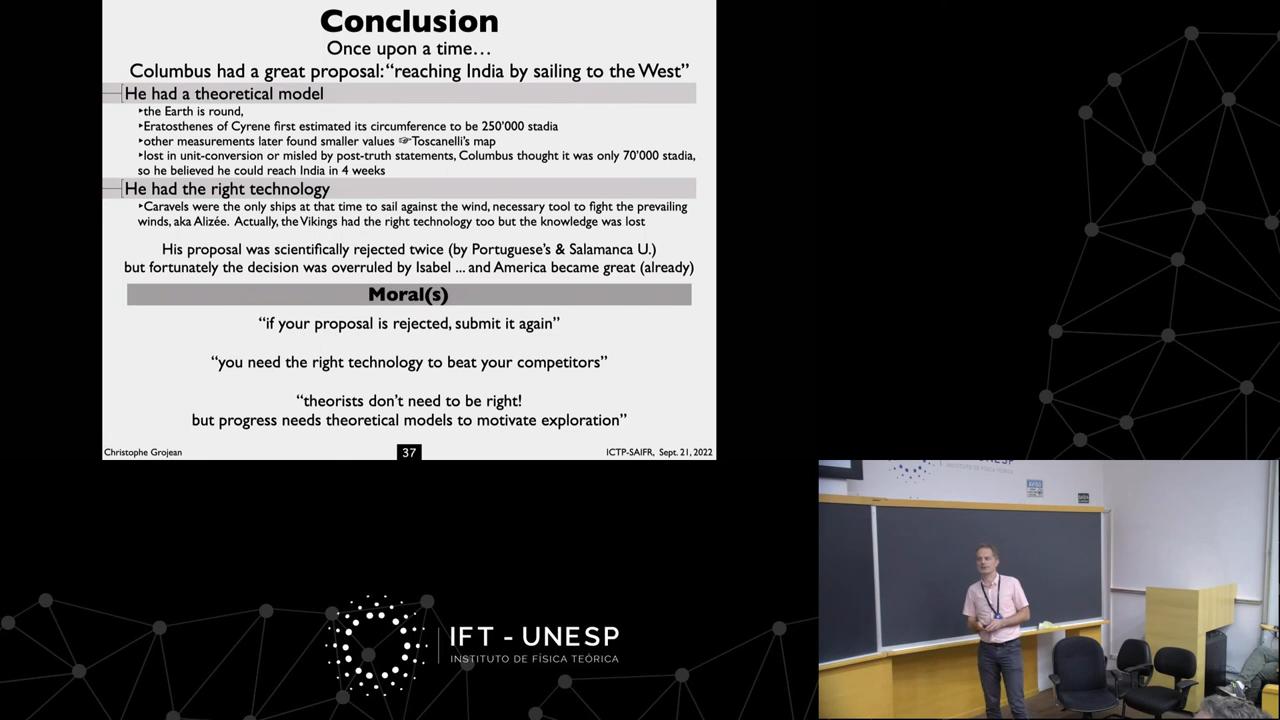 Conclusion
Once upon a time…
Columbus had a great proposal: “reaching India by sailing to the West”
He had a theoretical model
‣the Earth is round,
‣Eratosthenes of Cyrene first estimated its circumference to be 250’000 stadia
‣other measurements later found smaller values ☞Toscanelli’s map
‣lost in unit-conversion or misled by post-truth statements, Columbus thought it was only 70’000 stadia,
so he believed he could reach India in 4 weeks
He had the right technology
‣Caravels were the only ships at that time to sail against the wind, necessary tool to fight the prevailing
winds, aka Alizée. Actually, the Vikings had the right technology too but the knowledge was lost
His proposal was scientifically rejected twice (by Portuguese’s & Salamanca U.)
but fortunately the decision was overruled by Isabel ... and America became great (already)
Moral(s)
“if your proposal is rejected, submit it again”
“you need the right technology to beat your competitors”
“theorists don’t need to be right!
but progress needs theoretical models to motivate exploration”
Christophe Grojean
37
ICTP-SAIFR, Sept. 21, 2022
IFT - UNESP
INSTITUTO DE FÍSICA TEÓRICA
UNESP
INSTITUTO DE FÍSICA TEÓRICA
AVISO